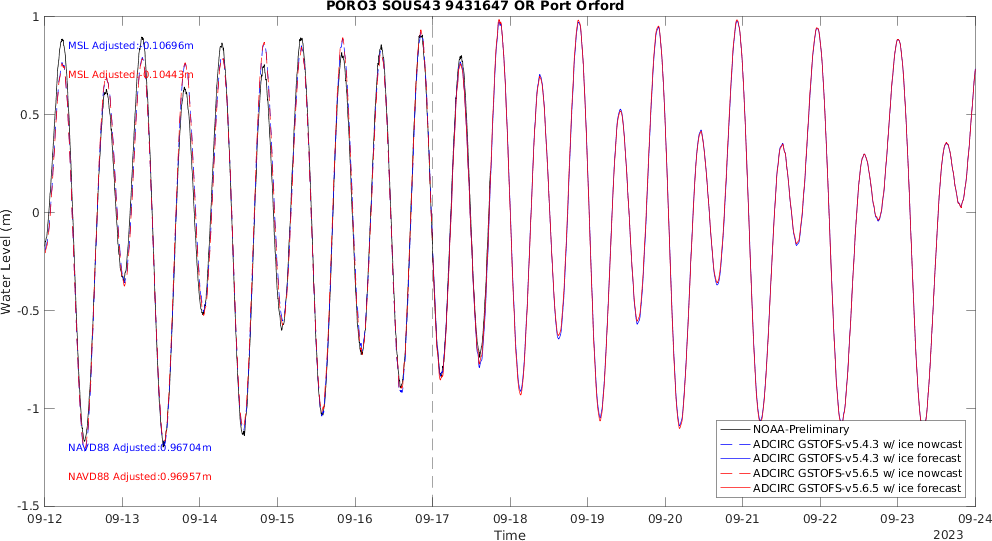 PORO3 SOUS43 9431647 OR Port Orford
MSL Adjusted:-0.10696m
MSL Adjusted:-0.10443m
NAVD88 Adjusted:0.96704m
NAVD88 Adjusted:0.96957m
Water Level (m)
1
0.5
0
-0.5
-1
-1.5
NOAA-Preliminary
ADCIRC GSTOFS-v5.4.3 w/ ice nowcast
ADCIRC GSTOFS-v5.4.3 w/ ice forecast
ADCIRC GSTOFS-v5.6.5 w/ ice nowcast
ADCIRC GSTOFS-v5.6.5 w/ ice forecast
09-12 09-13 09-14 09-15 09-16 09-17 09-18 09-19 09-20 09-21 09-22 09-23 09-24
Time
2023